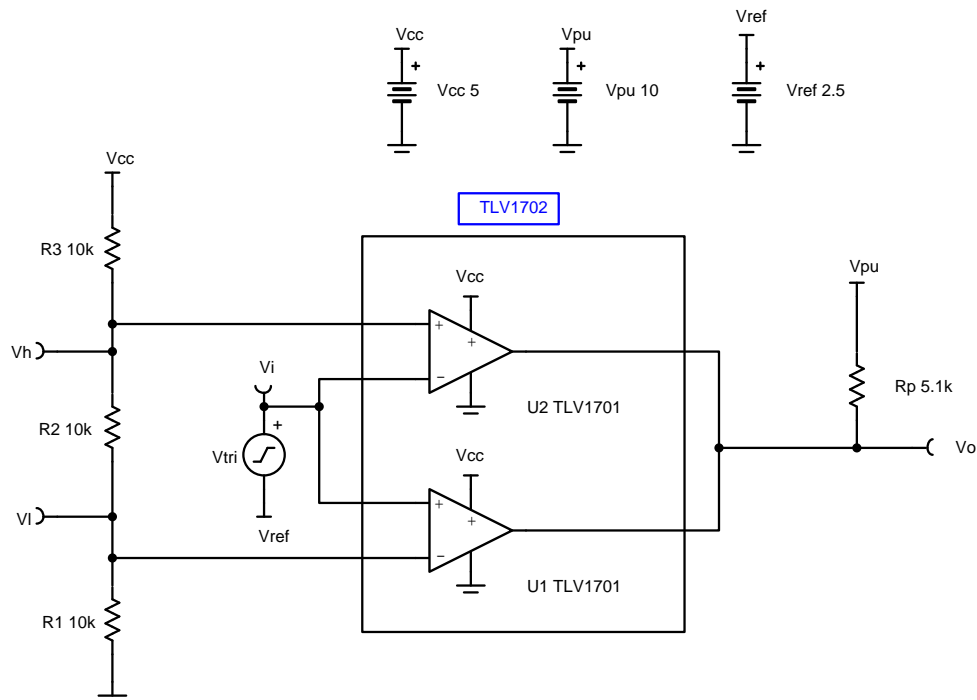 Vref
Vcc
Vpu
+
+
+
Vcc 5
Vpu 10
Vref 2.5
Vcc
TLV1702
R3 10k
Vcc
Vpu
+
+
Vh
Vi
−
Rp 5.1k
U2 TLV1701
R2 10k
+
Vtri
Vcc
Vo
+
+
Vl
Vref
−
U1 TLV1701
R1 10k